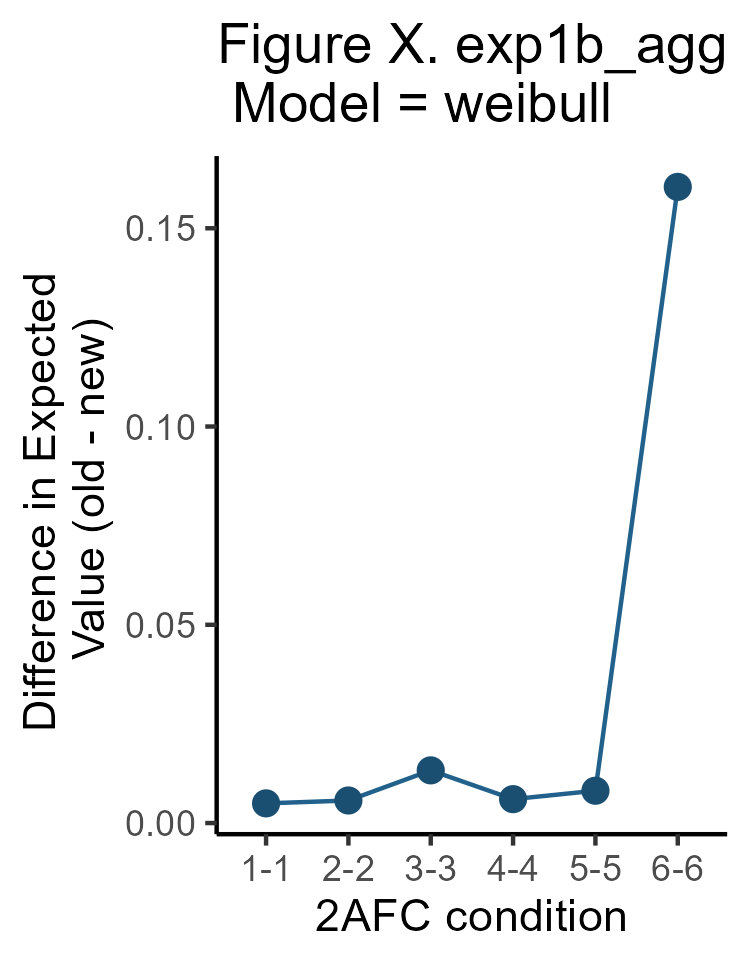 Figure X. exp1b_agg
Model = weibull
Difference in Expected
Value (old - new)
0.15
0.10
0.05
0.00
1-1 2-2 3-3 4-4 5-5 6-6
2AFC condition